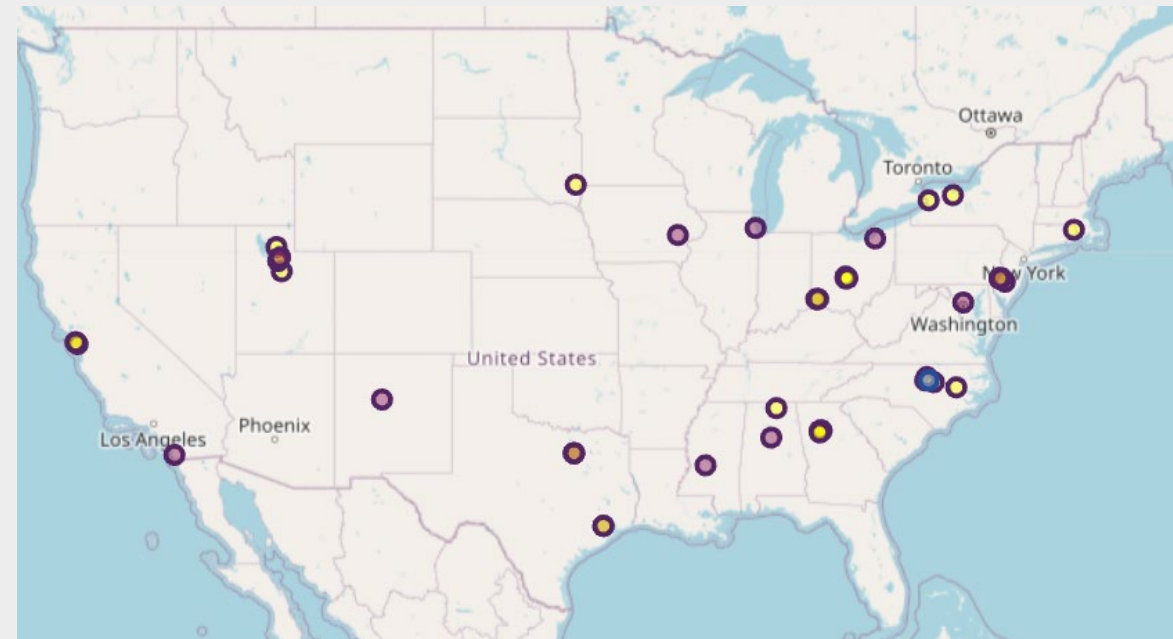 Ottawa
Toronto
New York
Washington
United States
Phoenix
Los Angeles